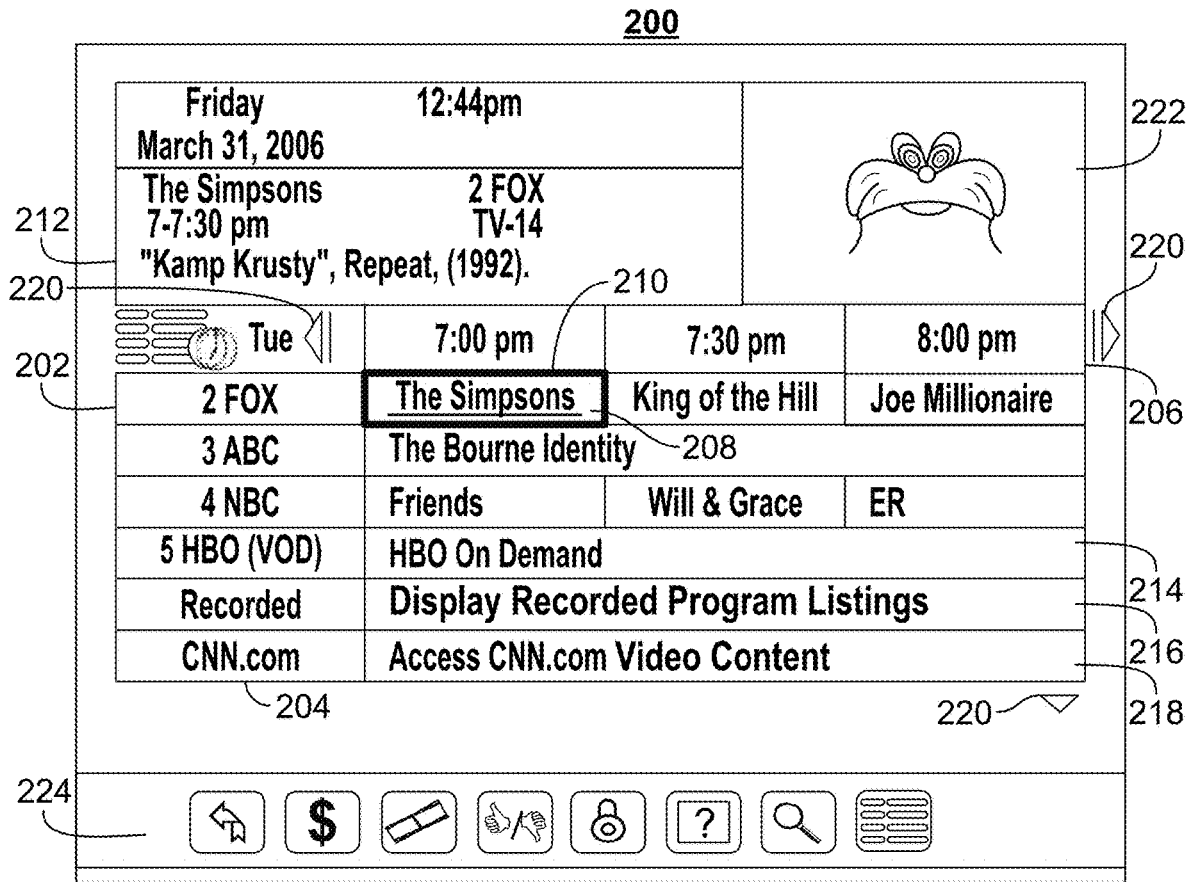 200
Friday 12:44pm
March 31, 2006
222
The Simpsons 2 FOX
212
7-7:30 pm TV-14
"Kamp Krusty", Repeat, (1992).
220
210
220
Tue 7:00 pm 7:30 pm 8:00 pm
202
2 FOX The Simpsons King of the Hill Joe Millionaire
206
3 ABC The Bourne Identity
208
4 NBC Friends Will & Grace ER
5 HBO (VOD) HBO On Demand
214
Recorded Display Recorded Program Listings
216
CNN.com Access CNN.com Video Content
204
220
218
224
$ ?